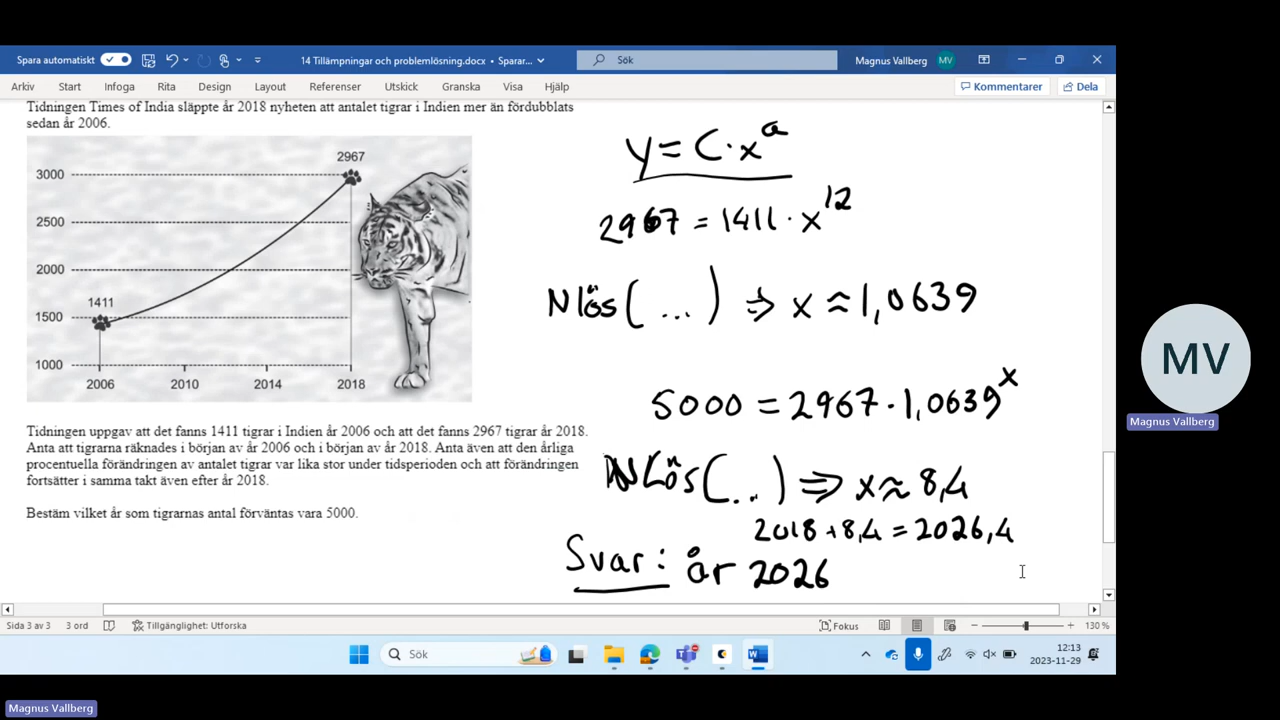 Spara automatiskt
14 Tillämpningar och problemlösning.docx • Sparar...
Sök
Magnus Vallberg
MV
Arkiv Start Infoga Rita Design Layout Referenser Utskick Granska Visa Hjälp
Kommentarer
Dela
Tidningen Times of India släppte år 2018 nyheten att antalet tigrar i Indien mer än fördubblats
sedan år 2006.
2967
3000
2500
2000
1411
1500
1000
2006 2010 2014 2018
Tidningen uppgav att det fanns 1411 tigrar i Indien år 2006 och att det fanns 2967 tigrar år 2018.
Anta att tigrarna räknades i början av år 2006 och i början av år 2018. Anta även att den årliga
procentuella förändringen av antalet tigrar var lika stor under tidsperioden och att förändringen
fortsätter i samma takt även efter år 2018.
Bestäm vilket år som tigrarnas antal förväntas vara 5000.
y = C · x^a
2967 = 1411 · x^12
Nlös(...) ⇒ x ≈ 1,0639
5000 = 2967 · 1,0639^x
NLös(...) ⇒ x ≈ 8,4
2018 + 8,4 = 2026,4
Svar: år 2026
MV
Magnus Vallberg
Sida 3 av 3 3 ord Tillgänglighet: Utforska
Fokus
130 %
Sök
12:13
2023-11-29
Magnus Vallberg